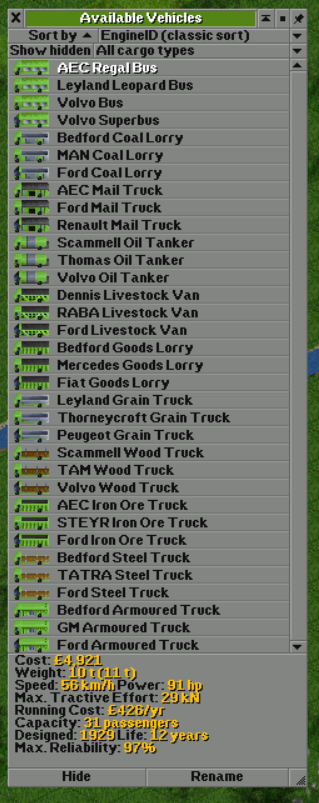 Available Vehicles
Sort by EngineID (classic sort)
Show hidden All cargo types
AEC Regal Bus
Leyland Leopard Bus
Volvo Bus
Volvo Superbus
Bedford Coal Lorry
MAN Coal Lorry
Ford Coal Lorry
AEC Mail Truck
Ford Mail Truck
Renault Mail Truck
Scammell Oil Tanker
Thomas Oil Tanker
Volvo Oil Tanker
Dennis Livestock Van
RABA Livestock Van
Ford Livestock Van
Bedford Goods Lorry
Mercedes Goods Lorry
Fiat Goods Lorry
Leyland Grain Truck
Thorneycroft Grain Truck
Peugeot Grain Truck
Scammell Wood Truck
TAM Wood Truck
Volvo Wood Truck
AEC Iron Ore Truck
STEYR Iron Ore Truck
Ford Iron Ore Truck
Bedford Steel Truck
TATRA Steel Truck
Ford Steel Truck
Bedford Armoured Truck
GM Armoured Truck
Ford Armoured Truck
Cost: £4,921
Weight: 10 t (11 t)
Speed: 56 km/h Power: 91 hp
Max. Tractive Effort: 29 kN
Running Cost: £426/yr
Capacity: 31 passengers
Designed: 1929 Life: 12 years
Max. Reliability: 97%
Hide Rename